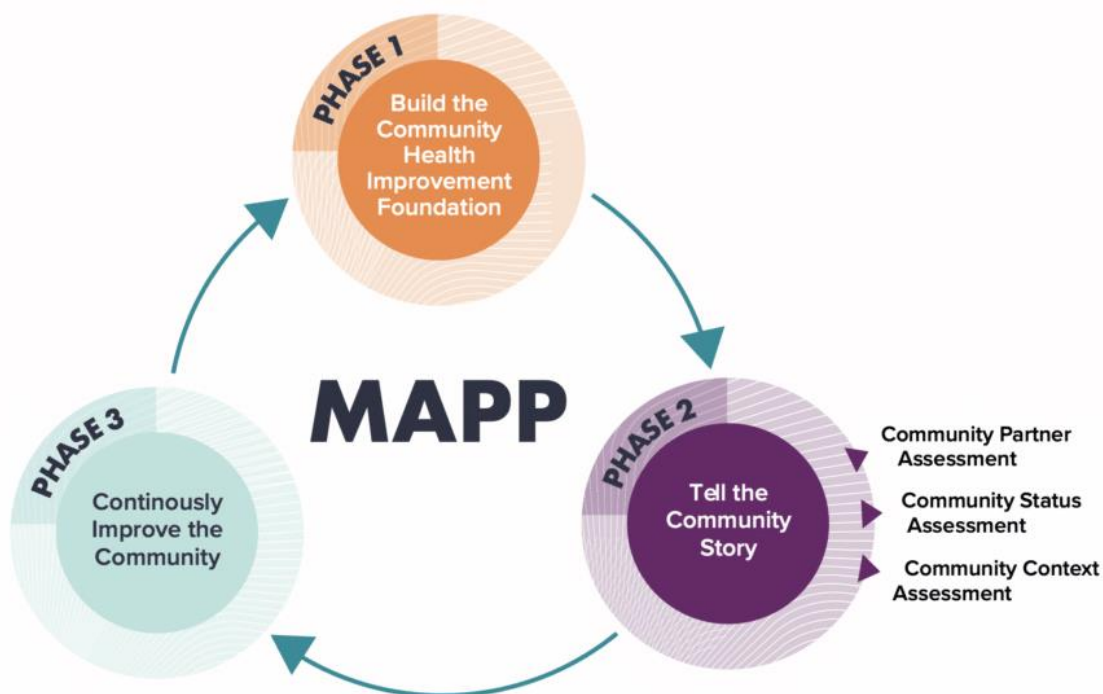 PHASE 1
Build the
Community
Health
Improvement
Foundation
MAPP
PHASE 2
Tell the
Community
Story
Community Partner
Assessment
Community Status
Assessment
Community Context
Assessment
PHASE 3
Continously
Improve the
Community